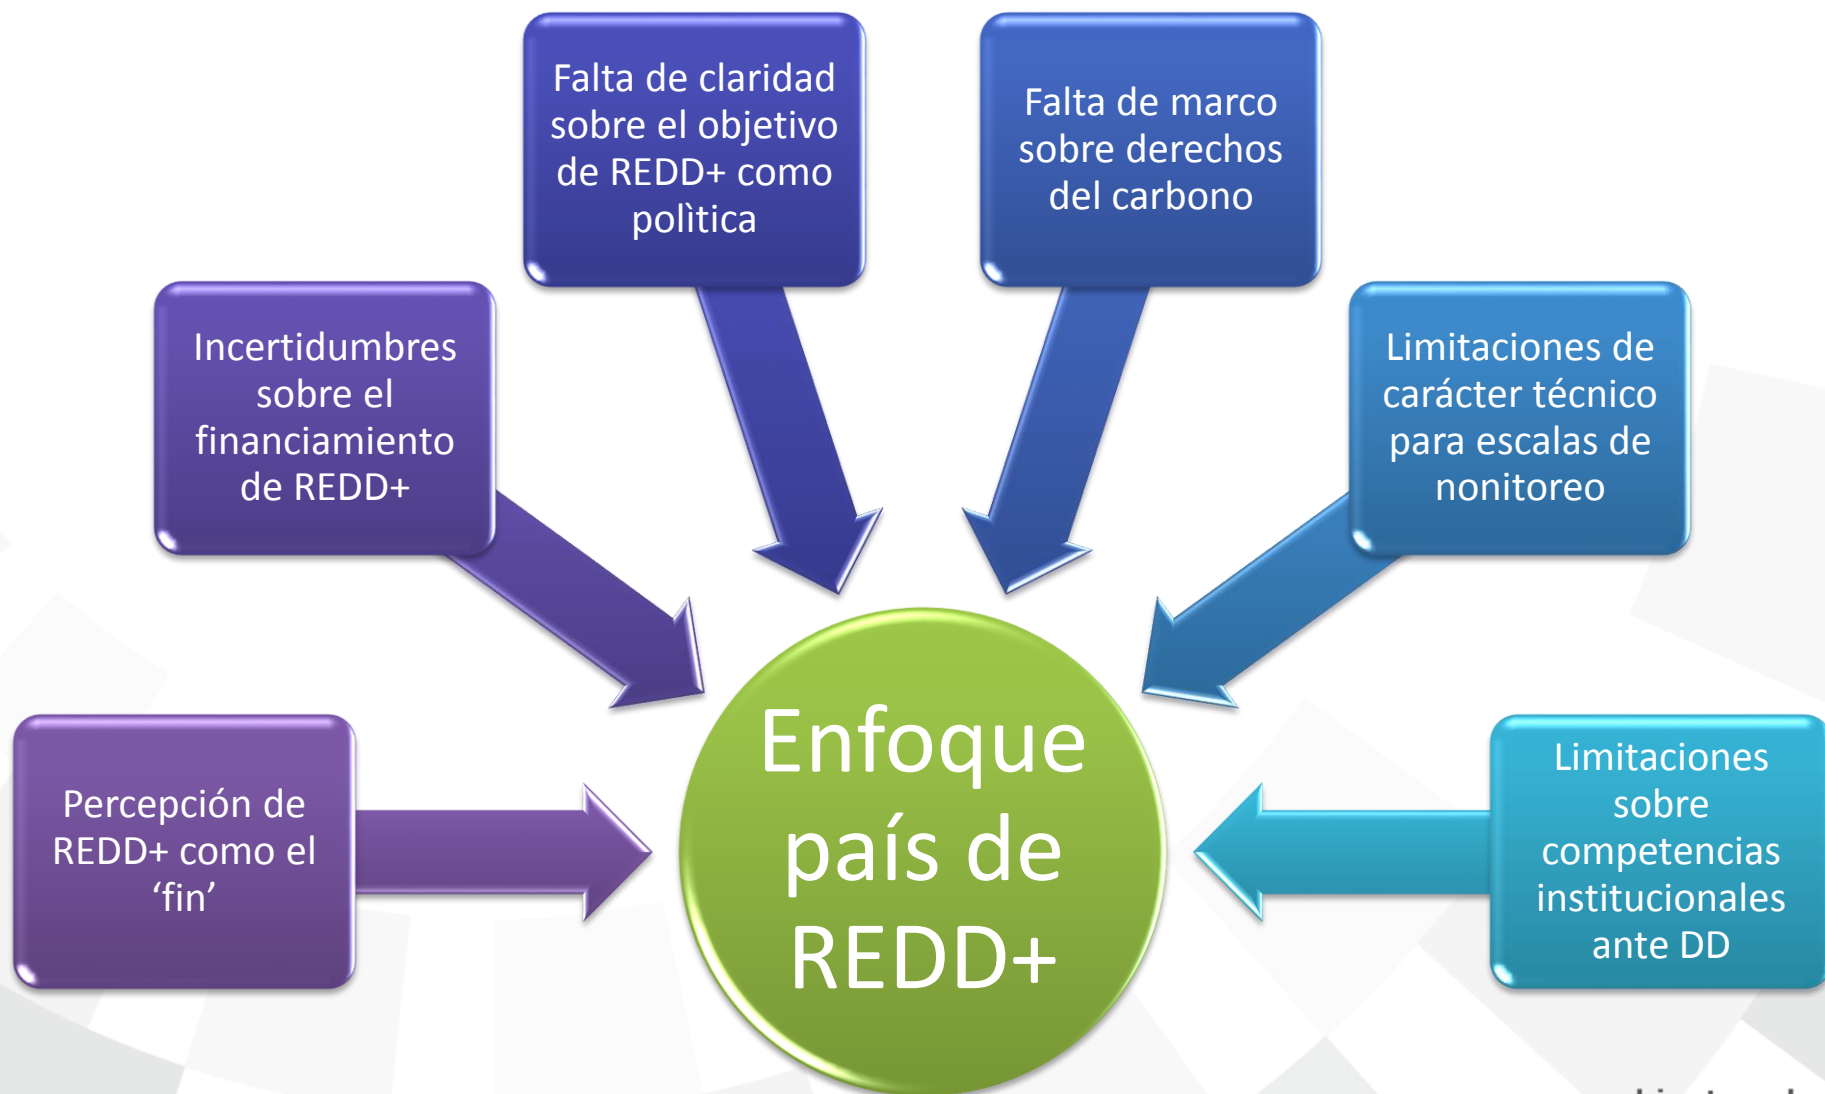 Falta de claridad
sobre el objetivo
de REDD+ como
polìtica
Falta de marco
sobre derechos
del carbono
Incertidumbres
sobre el
financiamiento
de REDD+
Limitaciones de
carácter técnico
para escalas de
nonitoreo
Percepción de
REDD+ como el
‘fin’
Enfoque
país de
REDD+
Limitaciones
sobre
competencias
institucionales
ante DD